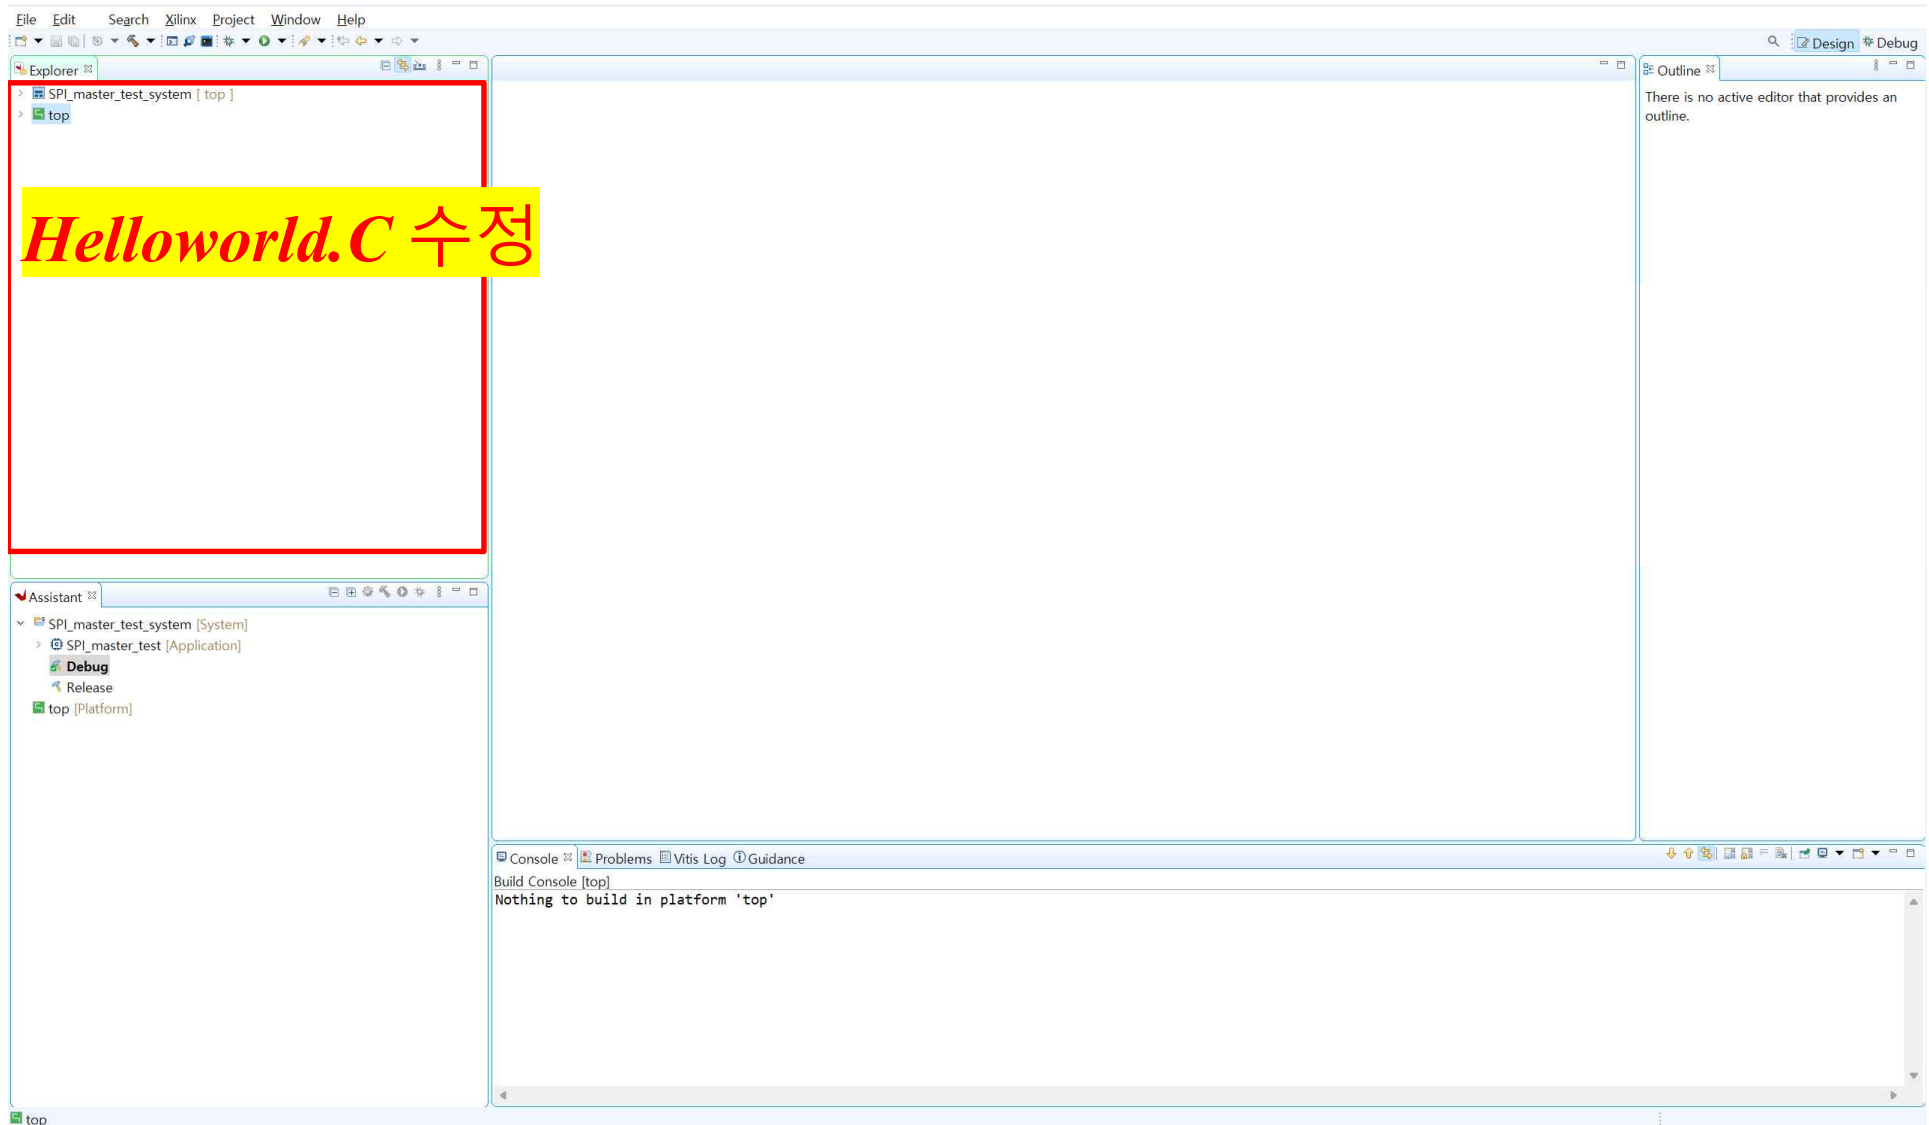 File Edit Search Xilinx Project Window Help
Design Debug
Explorer
SPI_master_test_system [ top ]
top
Helloworld.C 수정
Outline
There is no active editor that provides an
outline.
Assistant
SPI_master_test_system [System]
SPI_master_test [Application]
Debug
Release
top [Platform]
Console Problems Vitis Log Guidance
Build Console [top]
Nothing to build in platform 'top'
top